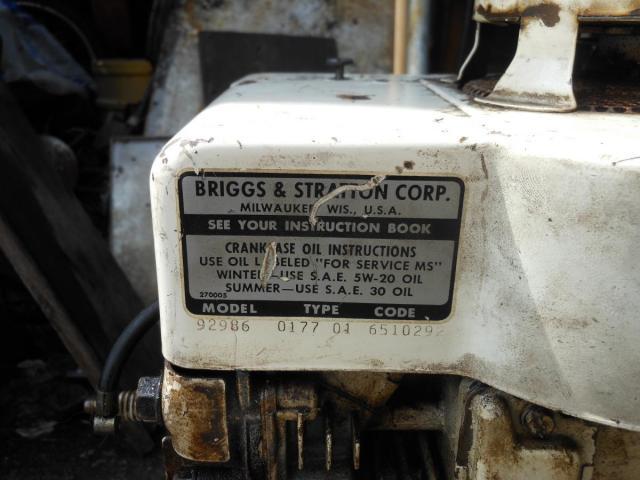 BRIGGS & STRATTON CORP.
MILWAUKEE, WIS., U.S.A.
SEE YOUR INSTRUCTION BOOK
CRANKCASE OIL INSTRUCTIONS
USE OIL LABELED "FOR SERVICE MS"
WINTER—USE S.A.E. 5W-20 OIL
SUMMER—USE S.A.E. 30 OIL
270005
MODEL TYPE CODE
92986 0177 01 6510292